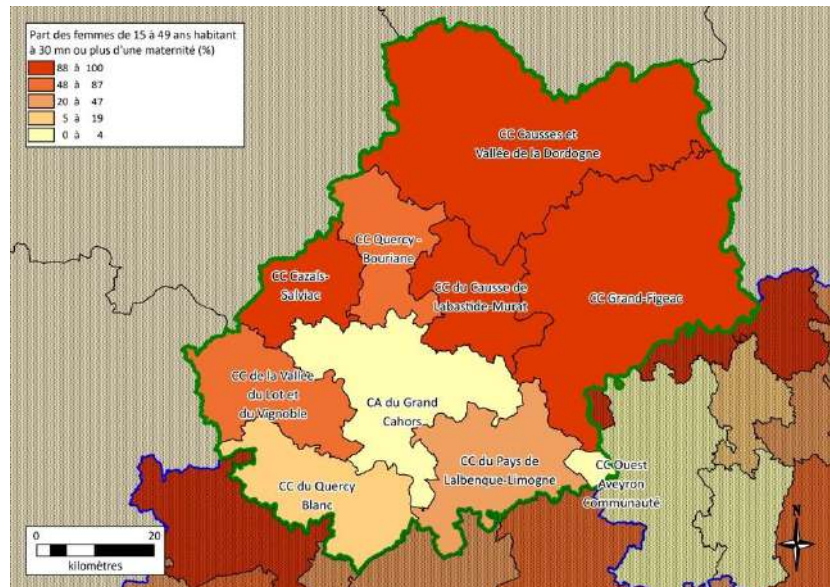 Part des femmes de 15 à 49 ans habitant
à 30 mn ou plus d'une maternité (%)
88 à 100
48 à 87
20 à 47
5 à 19
0 à 4
CC Causses et
Vallée de la Dordogne
CC Quercy -
Bouriane
CC Cazals-
Salviac
CC du Causse de
Labastide-Murat
CC Grand-Figeac
CC de la Vallée
du Lot et
du Vignoble
CA du Grand
Cahors
CC du Pays de
Lalbenque-Limogne
CC Ouest
Aveyron
Communauté
CC du Quercy
Blanc
0 20
kilomètres
N